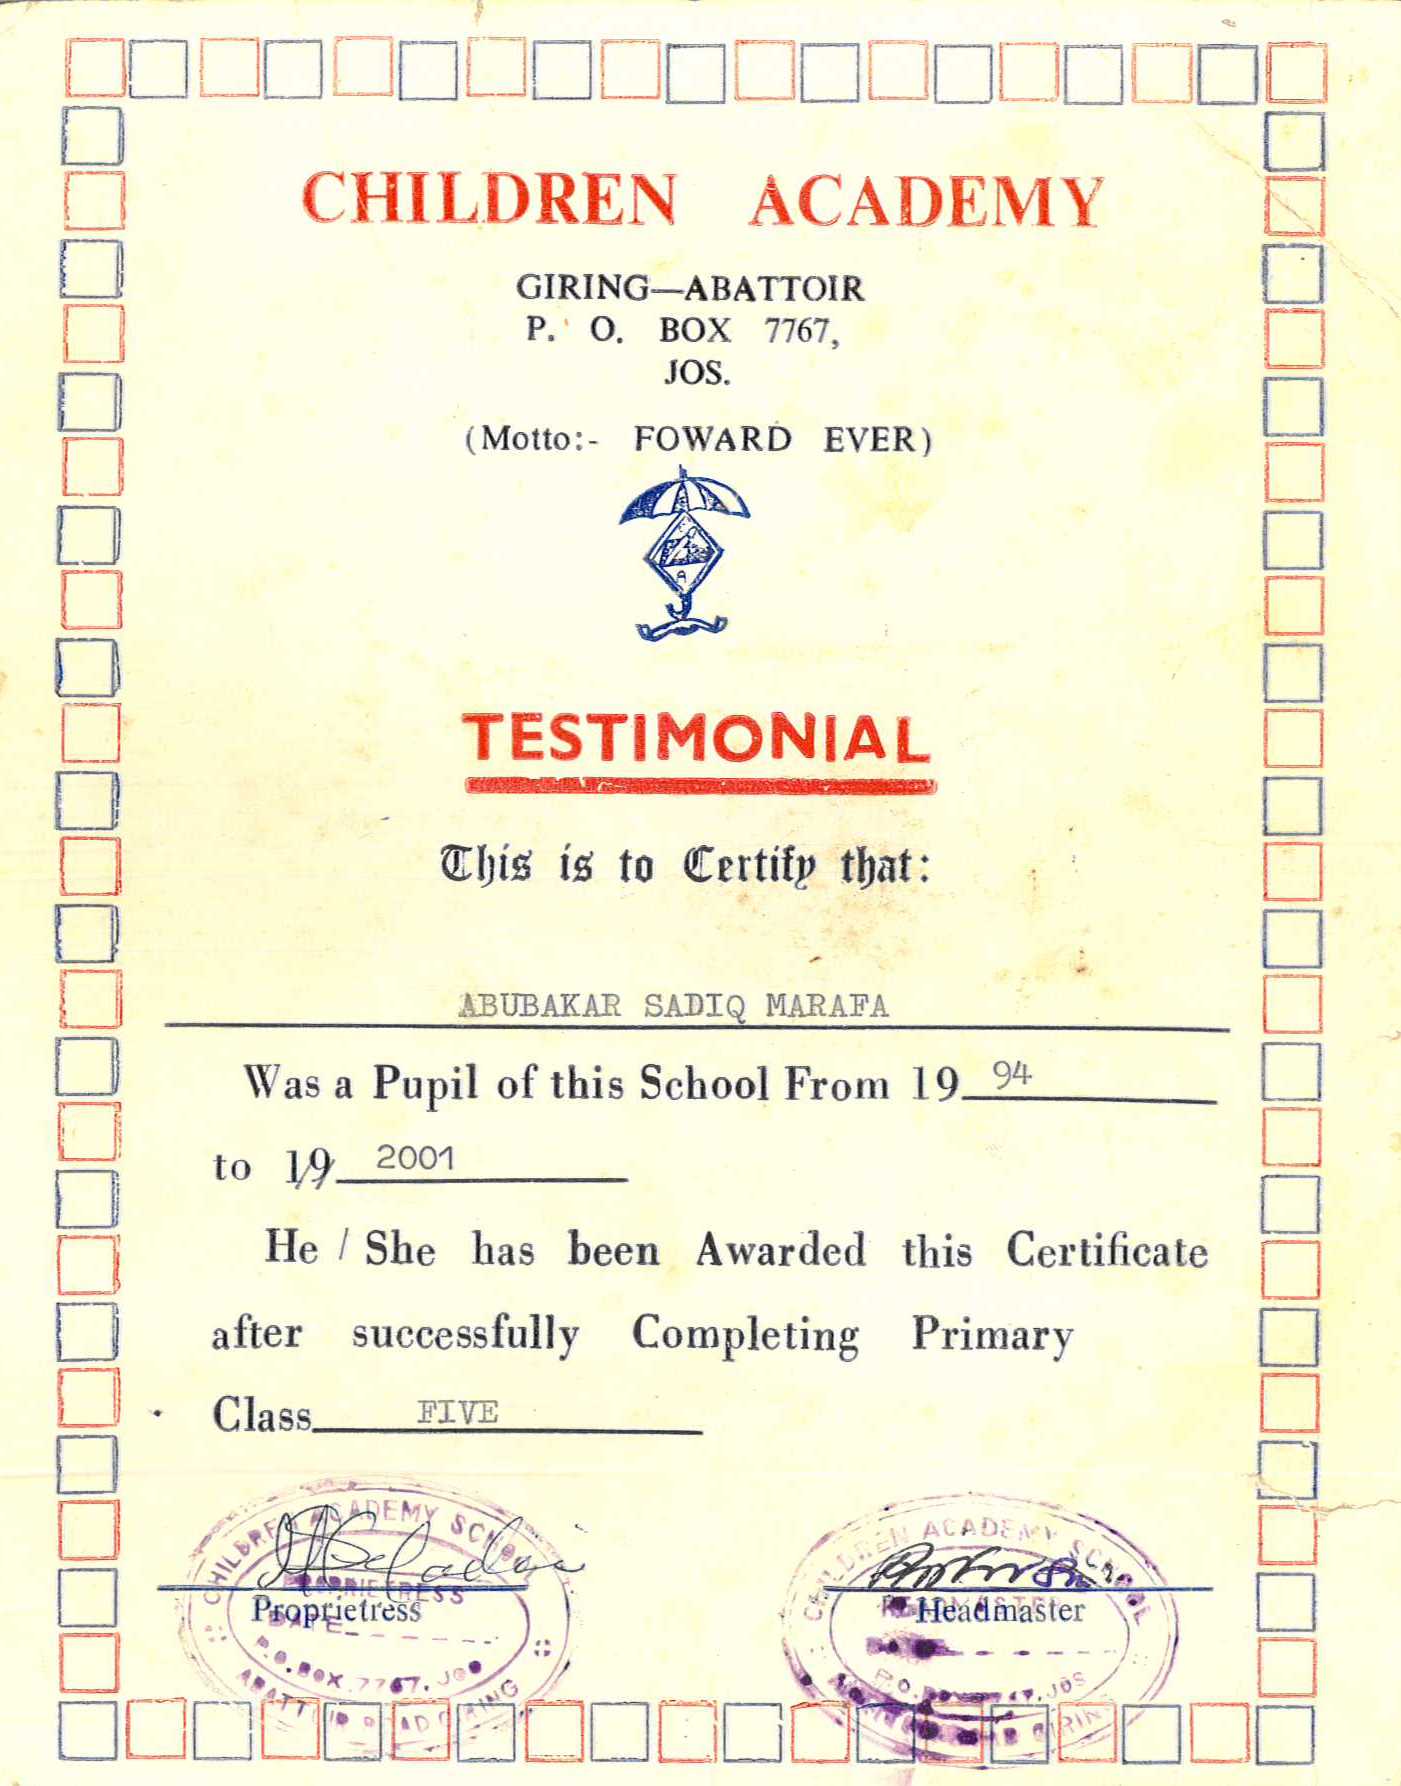 CHILDREN ACADEMY
GIRING—ABATTOIR
P. O. BOX 7767,
JOS.
(Motto:- FOWARD EVER)
A
TESTIMONIAL
This is to Certify that:
ABUBAKAR SADIQ MARAFA
Was a Pupil of this School From 19 94
to 19 2001
He / She has been Awarded this Certificate
after successfully Completing Primary
Class FIVE
CHILDREN ACADEMY SCHOOL
PROPRIETRESS
Proprietress
DATE
P.O.BOX 7767, JOS
ABATTOIR ROAD GIRING
CHILDREN ACADEMY SCHOOL
HEADMASTER
Headmaster
P.O. JOS
GIRING